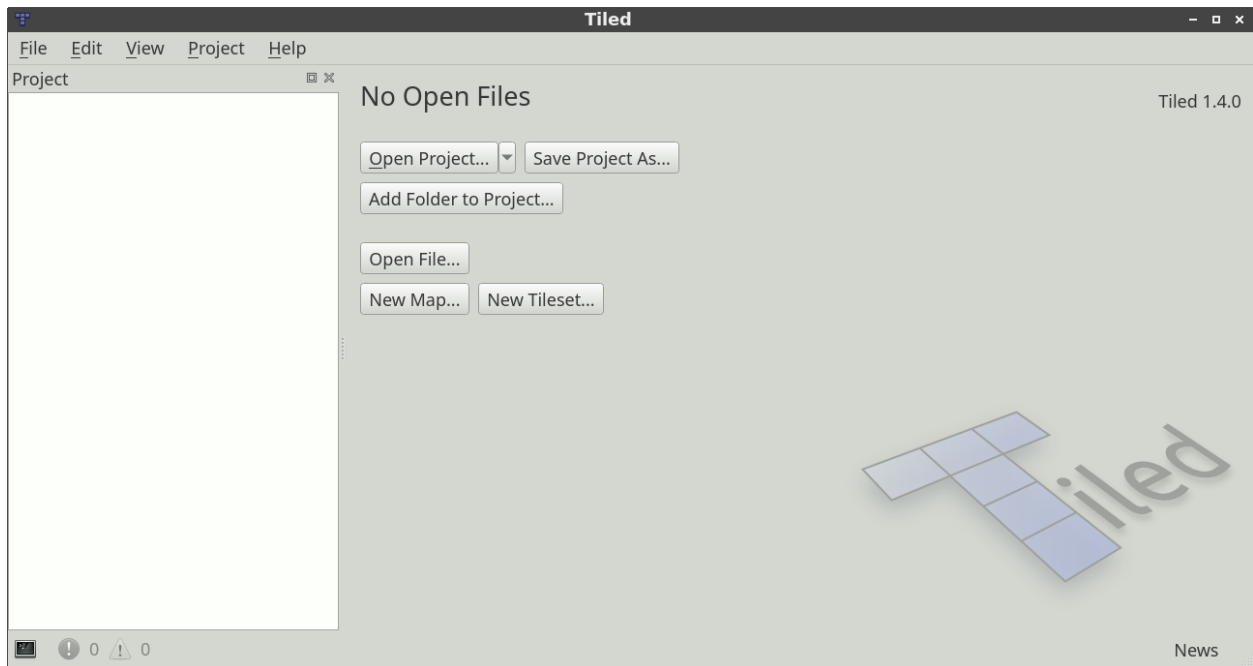 Tiled
File Edit View Project Help
Project
No Open Files
Tiled 1.4.0
Open Project... Save Project As...
Add Folder to Project...
Open File...
New Map... New Tileset...
Tiled
0 0
News